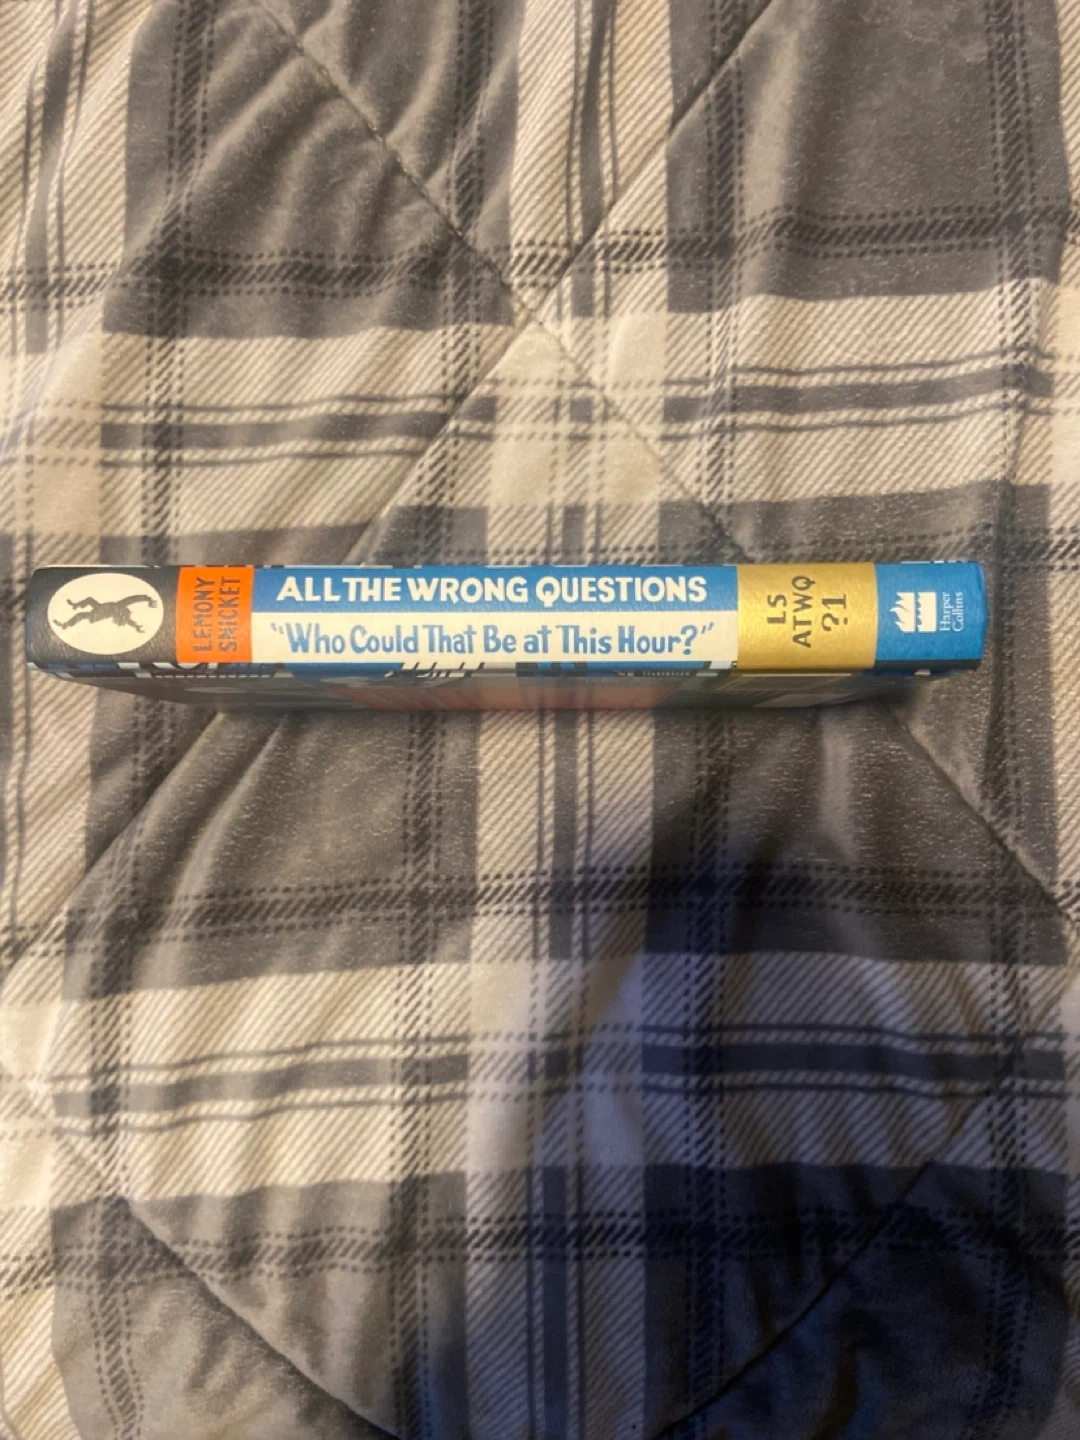 LEMONY
SNICKET
ALL THE WRONG QUESTIONS
"Who Could That Be at This Hour?"
LS
ATWQ
?1
Harper
Collins